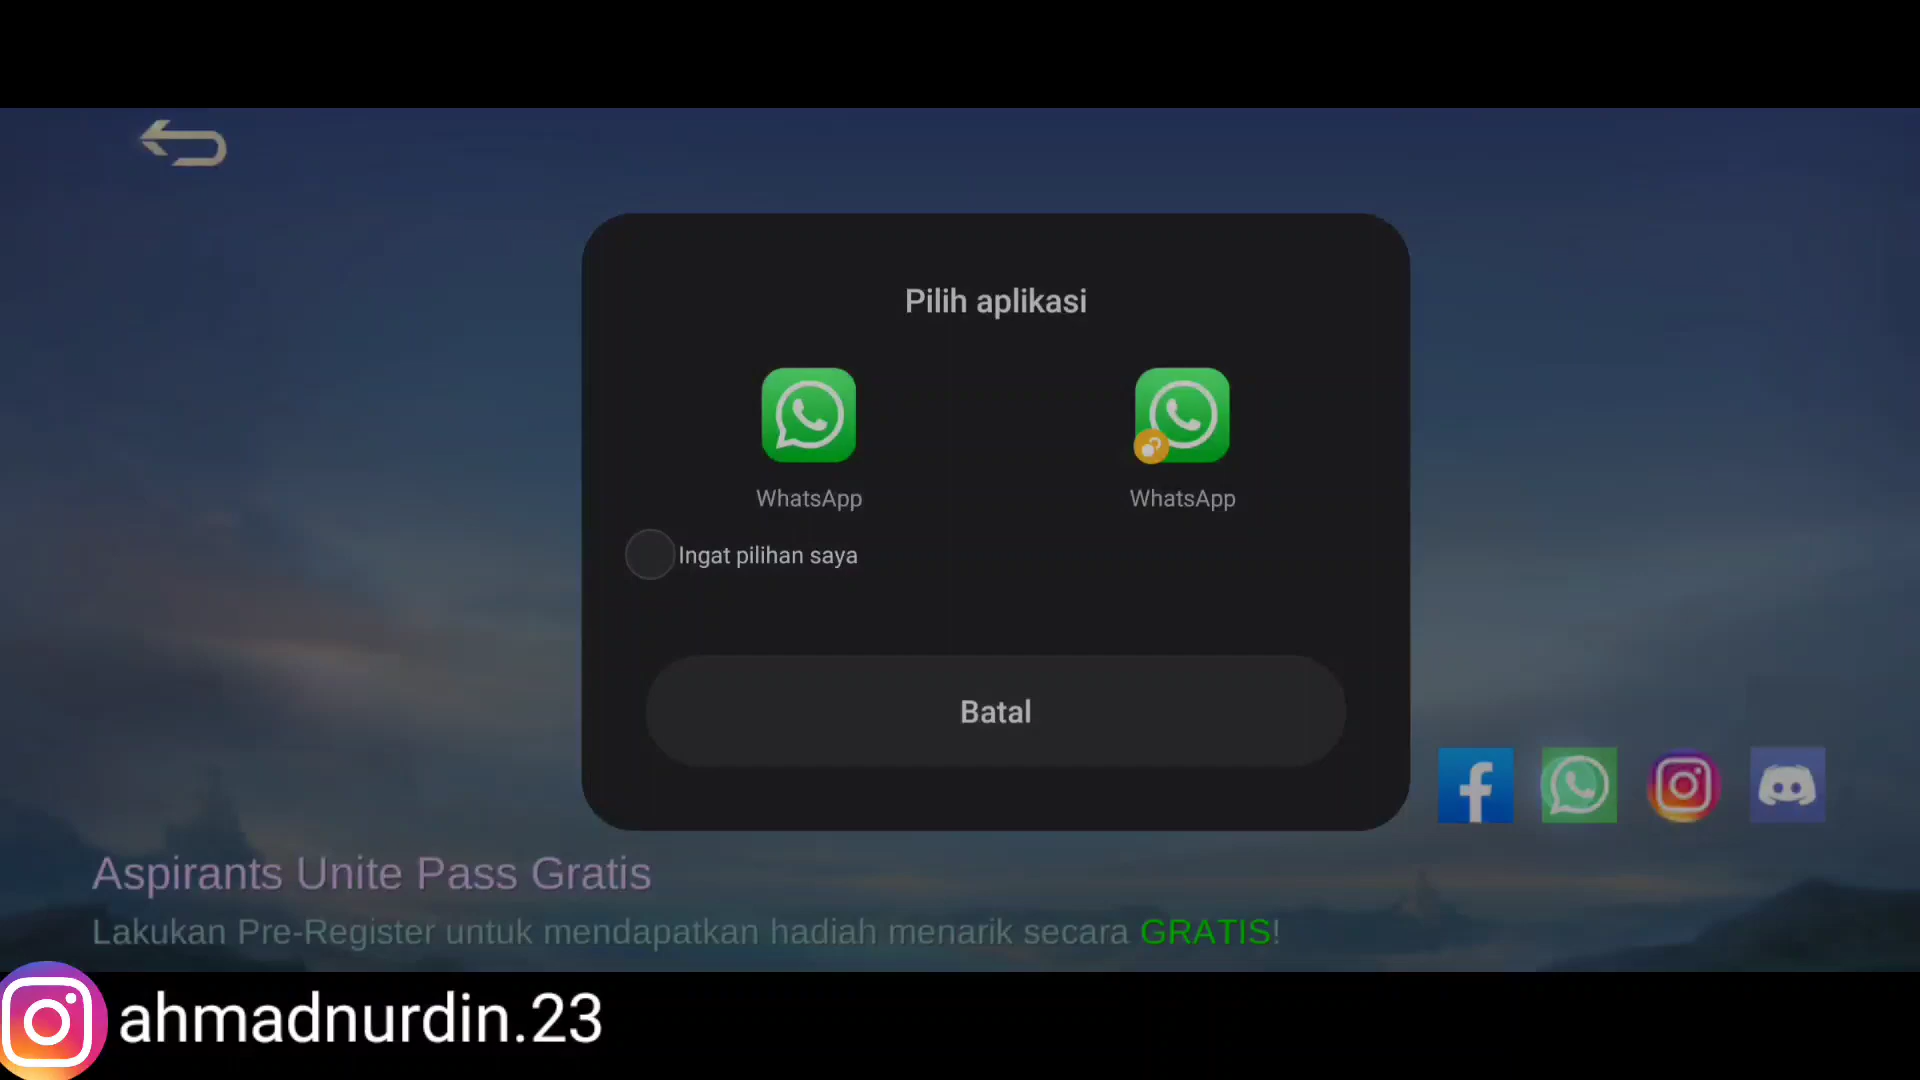 Pilih aplikasi
WhatsApp WhatsApp
Ingat pilihan saya
Batal
Aspirants Unite Pass Gratis
Lakukan Pre-Register untuk mendapatkan hadiah menarik secara GRATIS!
ahmadnurdin.23